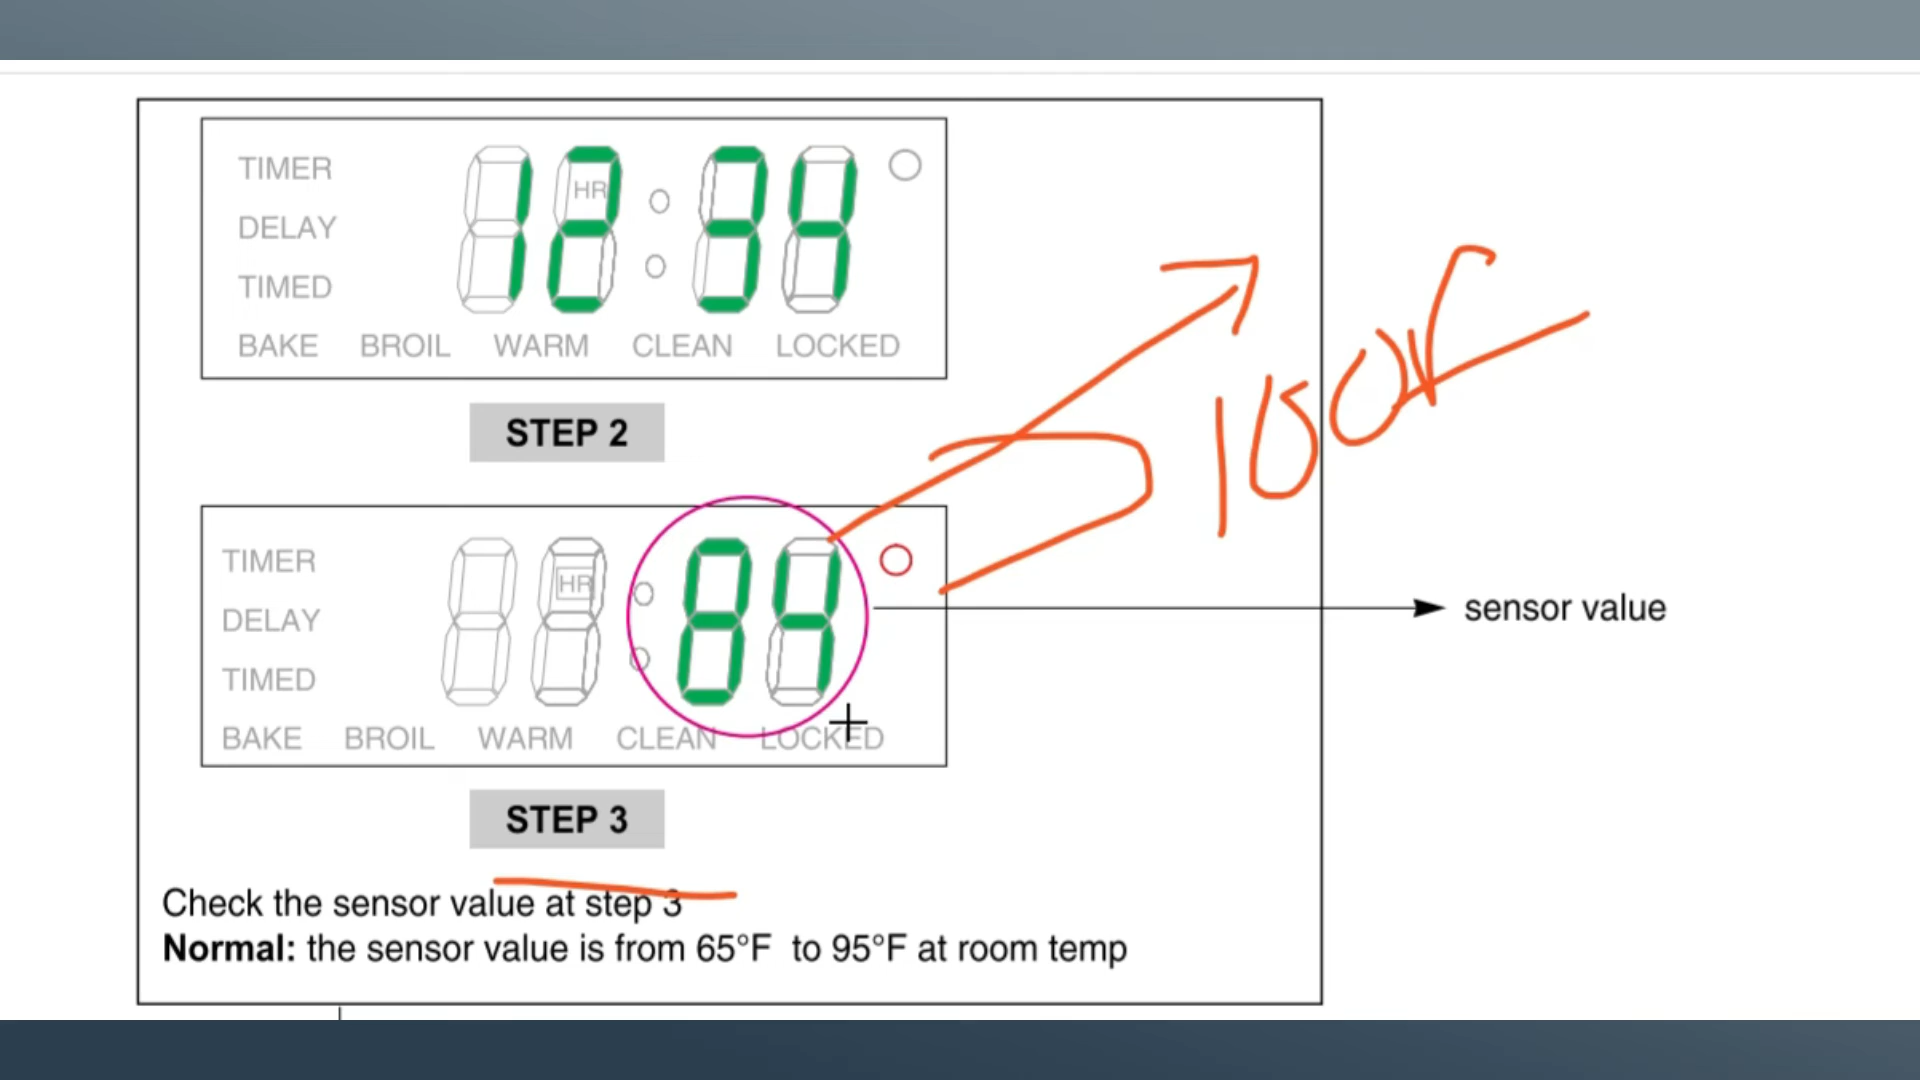 TIMER
DELAY
TIMED
HR
12:34
BAKE BROIL WARM CLEAN LOCKED
STEP 2
TIMER
DELAY
TIMED
HR
84
sensor value
BAKE BROIL WARM CLEAN LOCKED
STEP 3
Check the sensor value at step 3
Normal: the sensor value is from 65°F to 95°F at room temp